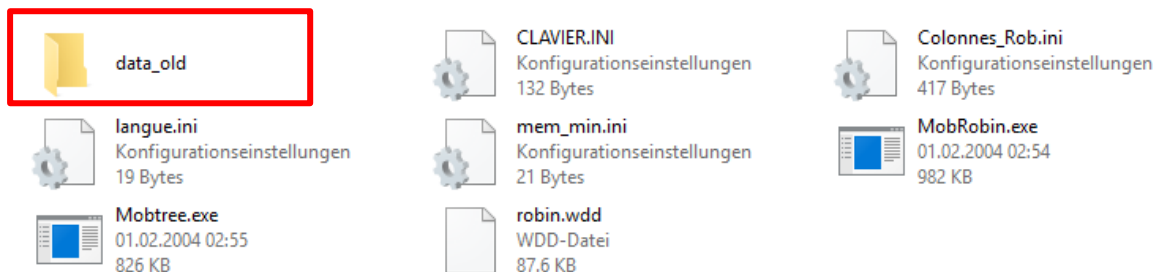 data_old
CLAVIER.INI
Konfigurationseinstellungen
132 Bytes
Colonnes_Rob.ini
Konfigurationseinstellungen
417 Bytes
langue.ini
Konfigurationseinstellungen
19 Bytes
mem_min.ini
Konfigurationseinstellungen
21 Bytes
MobRobin.exe
01.02.2004 02:54
982 KB
Mobtree.exe
01.02.2004 02:55
826 KB
robin.wdd
WDD-Datei
87.6 KB